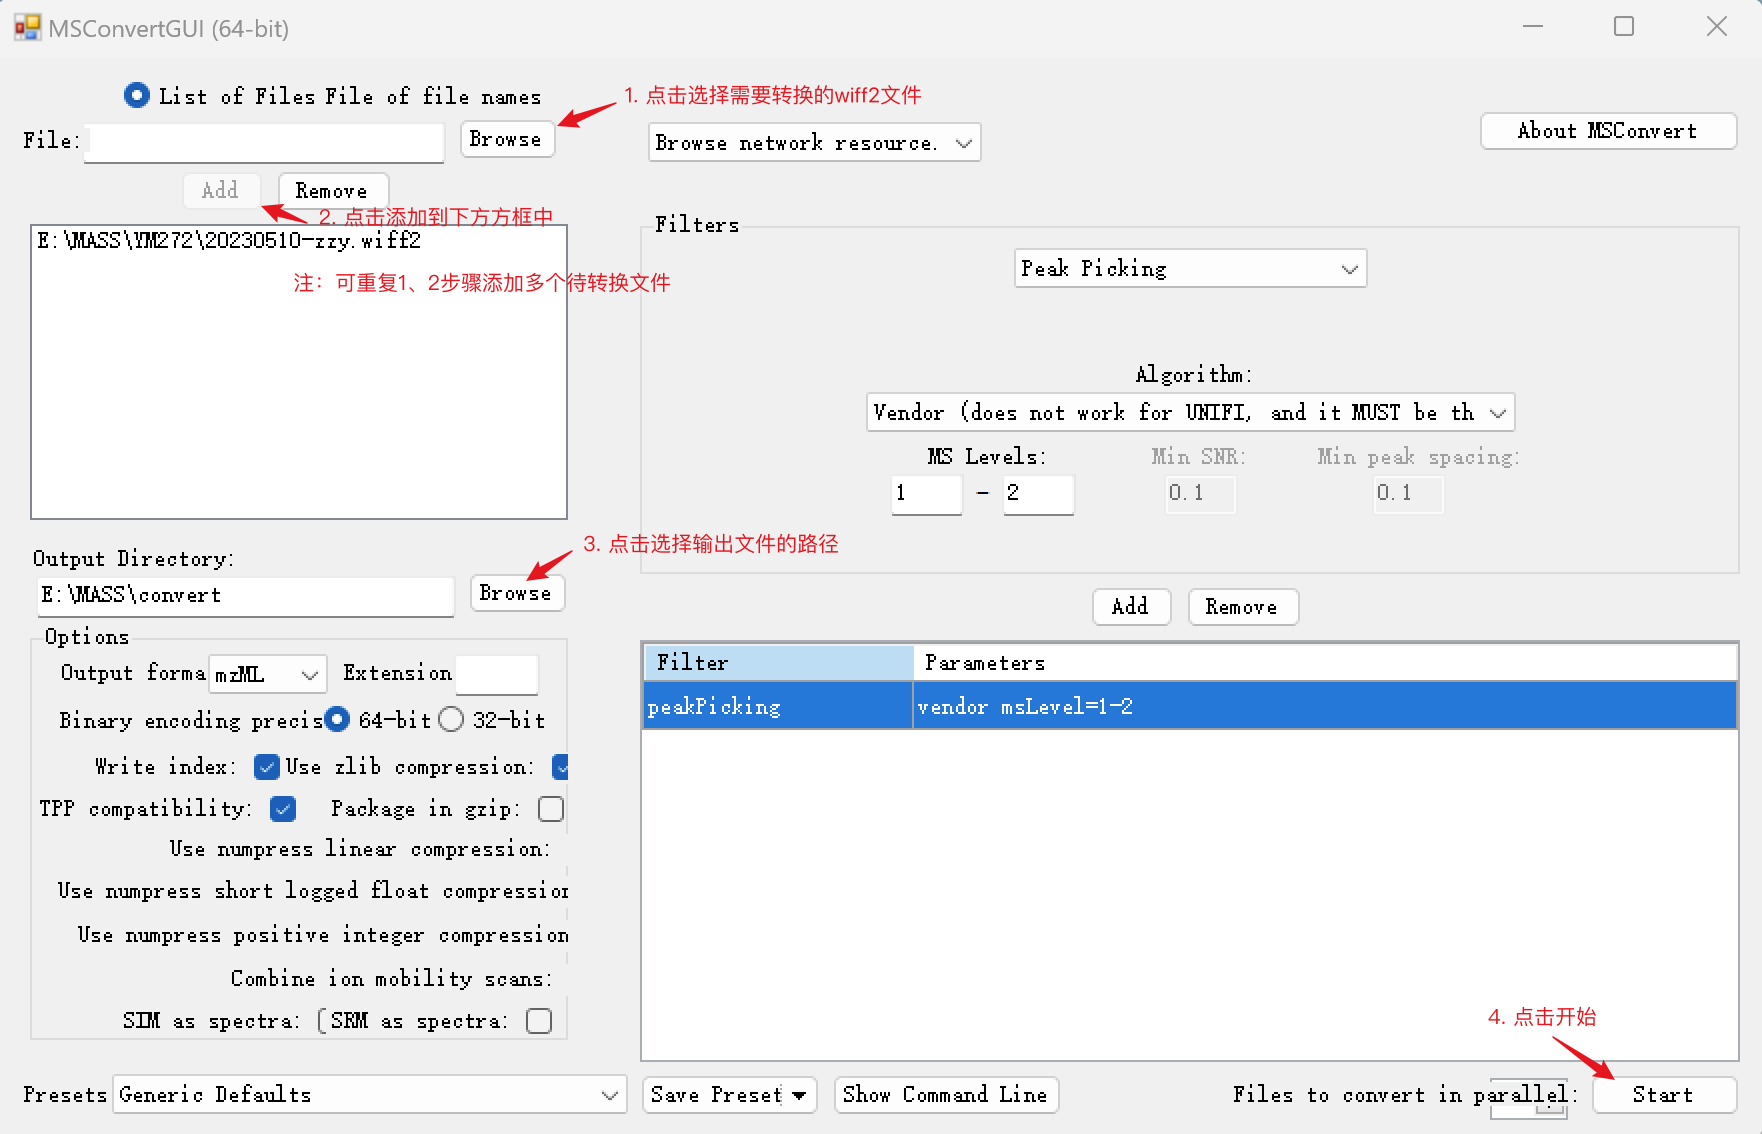 MSConvertGUI (64-bit)
List of Files File of file names
1. 点击选择需要转换的wiff2文件
File:
Browse
Browse network resource.
About MSConvert
Add
Remove
2. 点击添加到下方方框中
E:\MASS\YM272\20230510-zzy.wiff2
注：可重复1、2步骤添加多个待转换文件
Filters
Peak Picking
Algorithm:
Vendor (does not work for UNIFI, and it MUST be th
MS Levels:
Min SNR:
Min peak spacing:
1 - 2
0.1
0.1
3. 点击选择输出文件的路径
Output Directory:
E:\MASS\convert
Browse
Add
Remove
Options
Output forma
mzML
Extension
Binary encoding precis
64-bit
32-bit
Write index:
Use zlib compression:
TPP compatibility:
Package in gzip:
Use numpress linear compression:
Use numpress short logged float compression
Use numpress positive integer compression
Combine ion mobility scans:
SIM as spectra:
SRM as spectra:
Filter
Parameters
peakPicking
vendor msLevel=1-2
4. 点击开始
Presets
Generic Defaults
Save Preset
Show Command Line
Files to convert in parallel:
Start